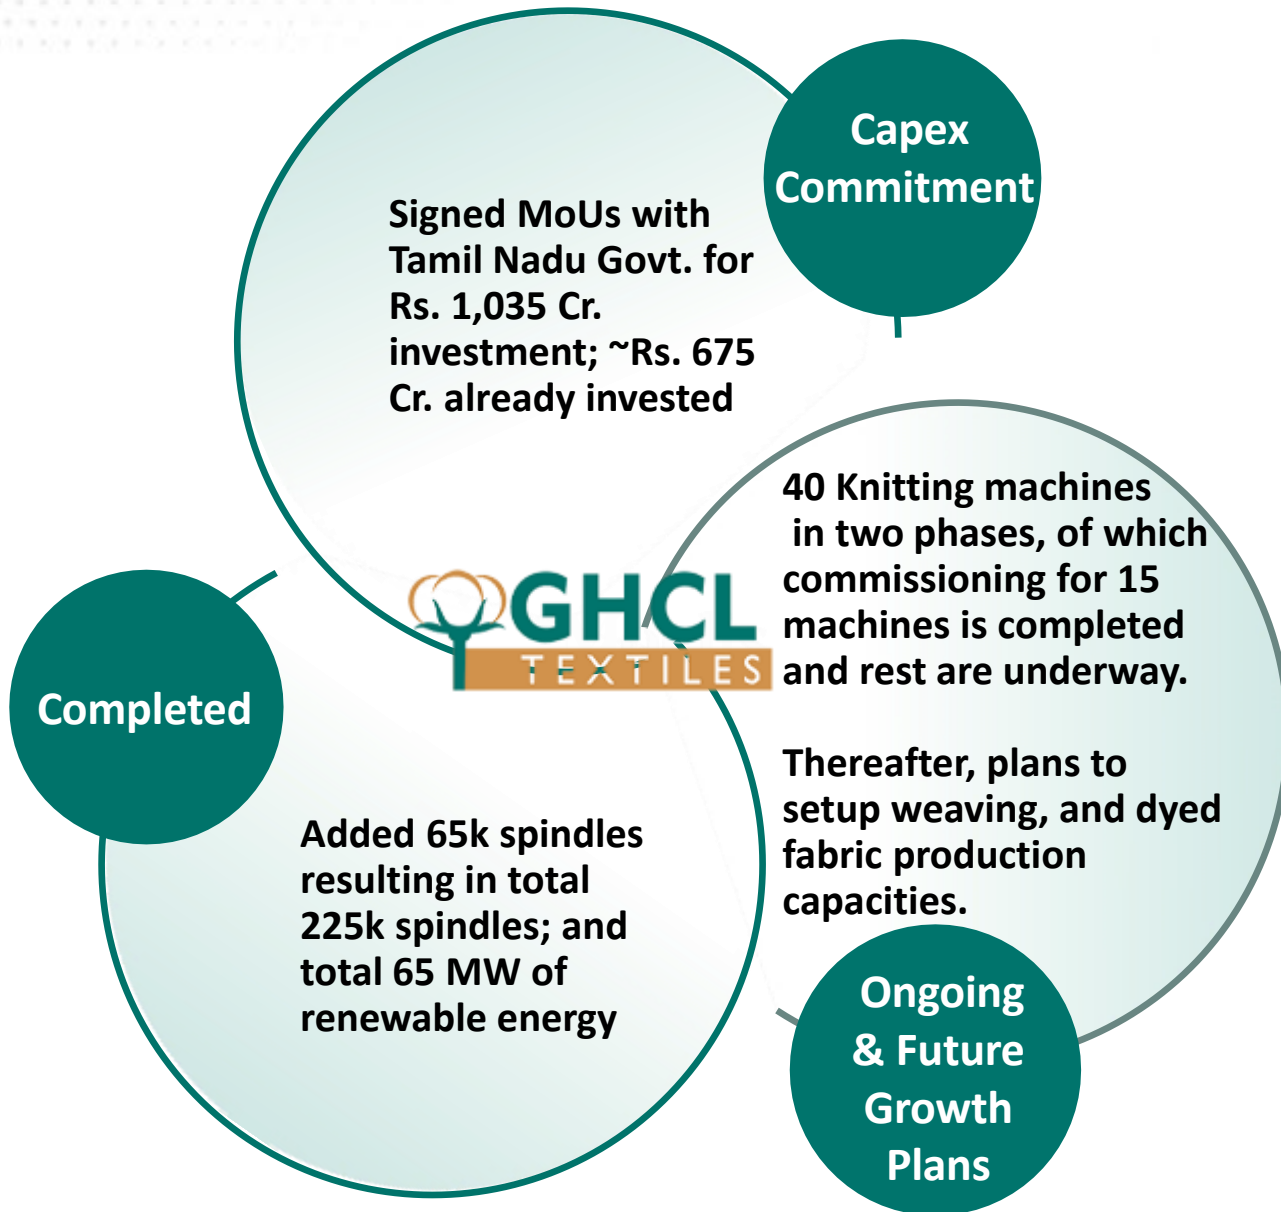 Capex
Commitment
Signed MoUs with
Tamil Nadu Govt. for
Rs. 1,035 Cr.
investment; ~Rs. 675
Cr. already invested
40 Knitting machines
in two phases, of which
commissioning for 15
machines is completed
and rest are underway.
Thereafter, plans to
setup weaving, and dyed
fabric production
capacities.
Ongoing
& Future
Growth
Plans
GHCL
TEXTILES
Completed
Added 65k spindles
resulting in total
225k spindles; and
total 65 MW of
renewable energy